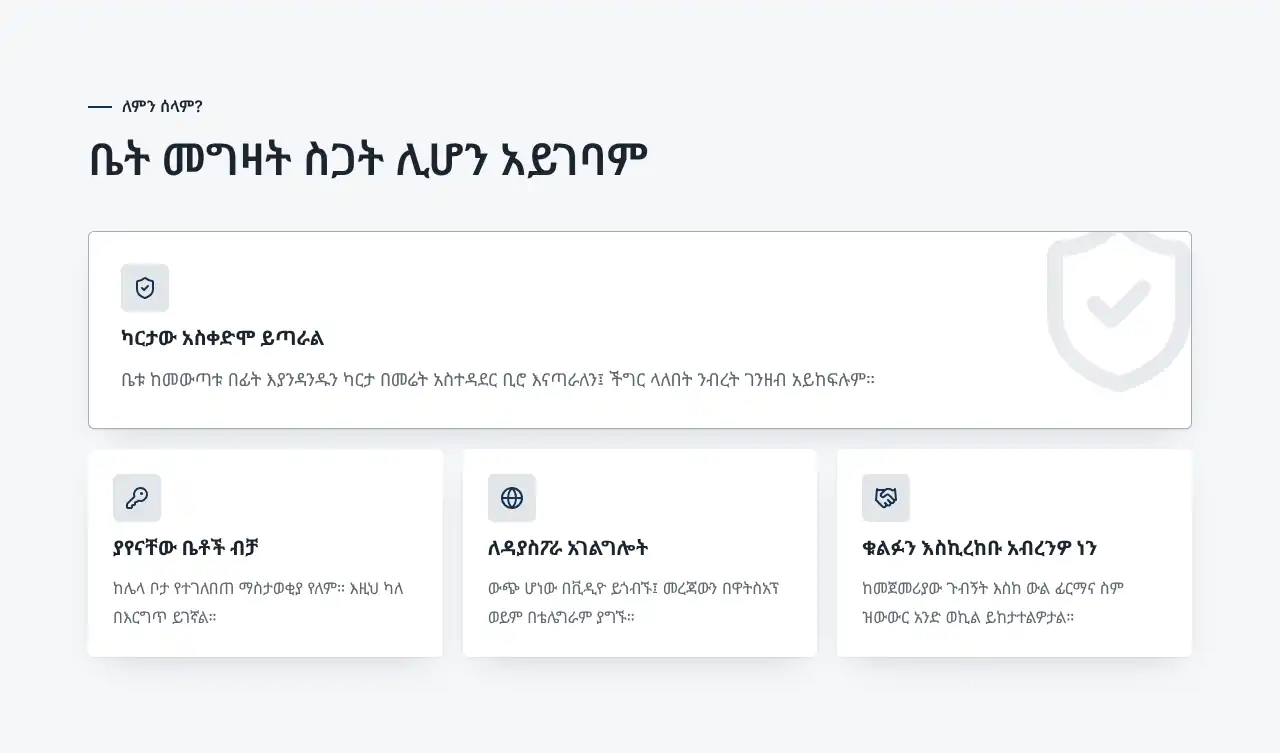 ለምን ሰላም?
ቤት መግዛት ስጋት ሊሆን አይገባም
ካርታው አስቀድሞ ይጣራል
ቤቱ ከመውጣቱ በፊት እያንዳንዱን ካርታ በመሬት አስተዳደር ቢሮ እናጣራለን፤ ችግር ላለበት ንብረት ገንዘብ አይከፍሉም።
ያየናቸው ቤቶች ብቻ
ከሌላ ቦታ የተገለበጠ ማስታወቂያ የለም። እዚህ ካለ
በእርግጥ ይገኛል።
ለዳያስፖራ አገልግሎት
ውጭ ሆነው በቪዲዮ ይጎብኙ፤ መረጃውን በዋትስአፕ
ወይም በቴሌግራም ያግኙ።
ቁልፉን እስኪረከቡ አብረንዎ ነን
ከመጀመሪያው ጉብኝት እስከ ውል ፊርማና ስም
ዝውውር አንድ ወኪል ይከታተልዎታል።